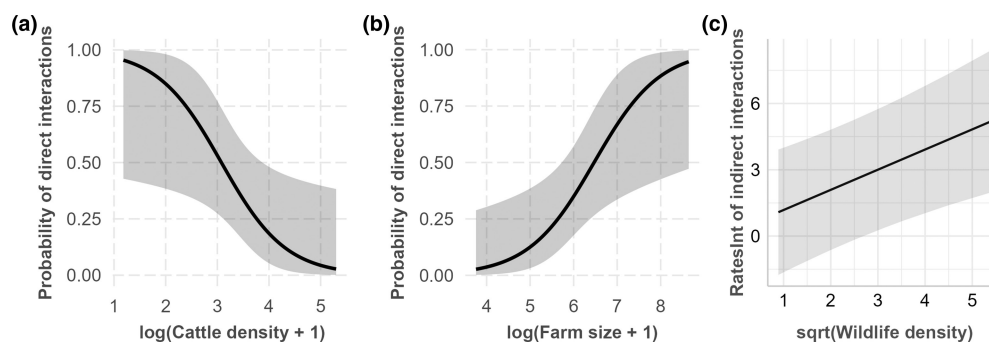 (a)
Probability of direct interactions
1.00
0.75
0.50
0.25
0.00
1 2 3 4 5
log(Cattle density + 1)
(b)
Probability of direct interactions
1.00
0.75
0.50
0.25
0.00
4 5 6 7 8
log(Farm size + 1)
(c)
RatesInt of indirect interactions
6
3
0
1 2 3 4 5
sqrt(Wildlife density)